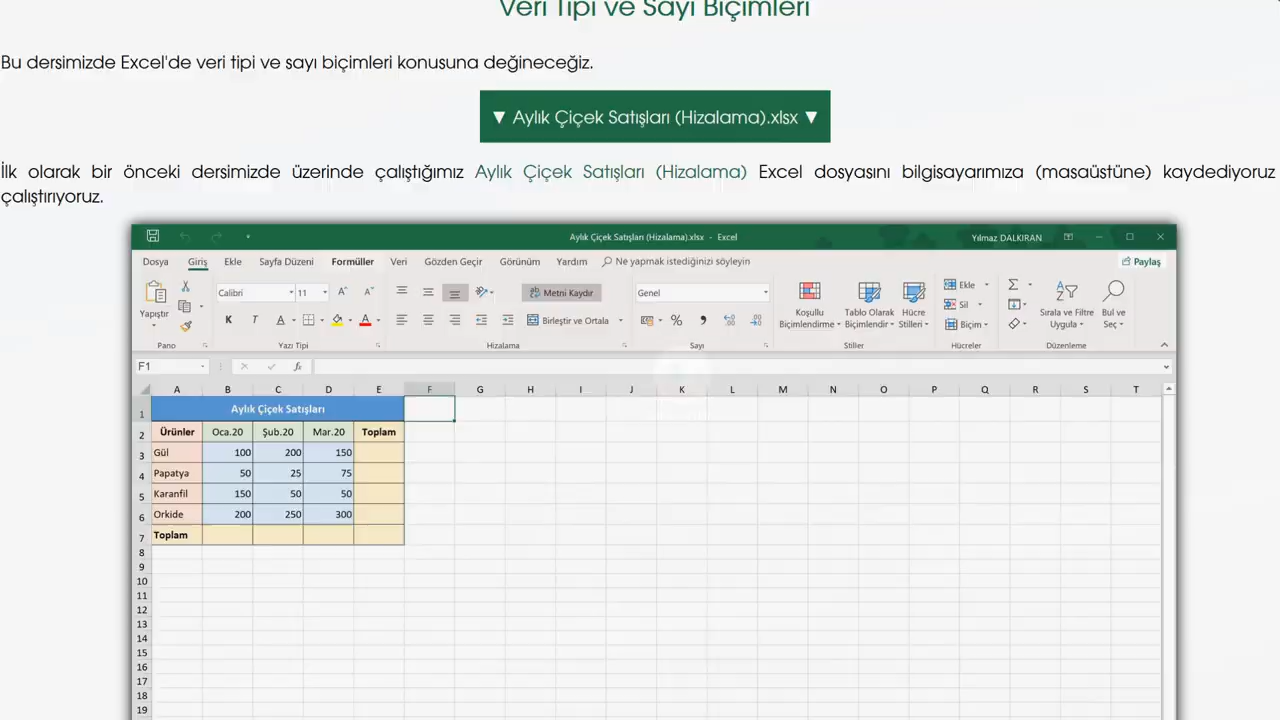 Veri Tipi ve Sayı Biçimleri
Bu dersimizde Excel'de veri tipi ve sayı biçimleri konusuna değineceğiz.
▼ Aylık Çiçek Satışları (Hizalama).xlsx ▼
İlk olarak bir önceki dersimizde üzerinde çalıştığımız Aylık Çiçek Satışları (Hizalama) Excel dosyasını bilgisayarımıza (masaüstüne) kaydediyoruz
çalıştırıyoruz.
Aylık Çiçek Satışları (Hizalama).xlsx - Excel Yılmaz DALKIRAN
Dosya Giriş Ekle Sayfa Düzeni Formüller Veri Gözden Geçir Görünüm Yardım Ne yapmak istediğinizi söyleyin Paylaş
Yapıştır Calibri 11 Metni Kaydır Genel Koşullu Biçimlendirme Tablo Olarak Biçimlendir Hücre Stilleri Ekle Sil Biçim Sırala ve Filtre Uygula Bul ve Seç
K T A A Birleştir ve Ortala %
Pano Yazı Tipi Hizalama Sayı Stiller Hücreler Düzenleme
F1 fx
A B C D E F G H I J K L M N O P Q R S T
1 Aylık Çiçek Satışları
2 Ürünler Oca.20 Şub.20 Mar.20 Toplam
3 Gül 100 200 150
4 Papatya 50 25 75
5 Karanfil 150 50 50
6 Orkide 200 250 300
7 Toplam
8
9
10
11
12
13
14
15
16
17
18
19